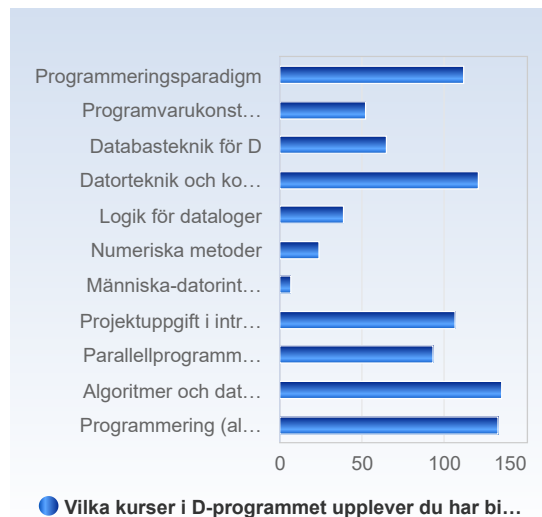 Programmeringsparadigm
Programvarukonst…
Databasteknik för D
Datorteknik och ko…
Logik för dataloger
Numeriska metoder
Människa-datorint…
Projektuppgift i intr…
Parallellprogramm…
Algoritmer och dat…
Programmering (al…
0 50 100 150
Vilka kurser i D-programmet upplever du har bi…